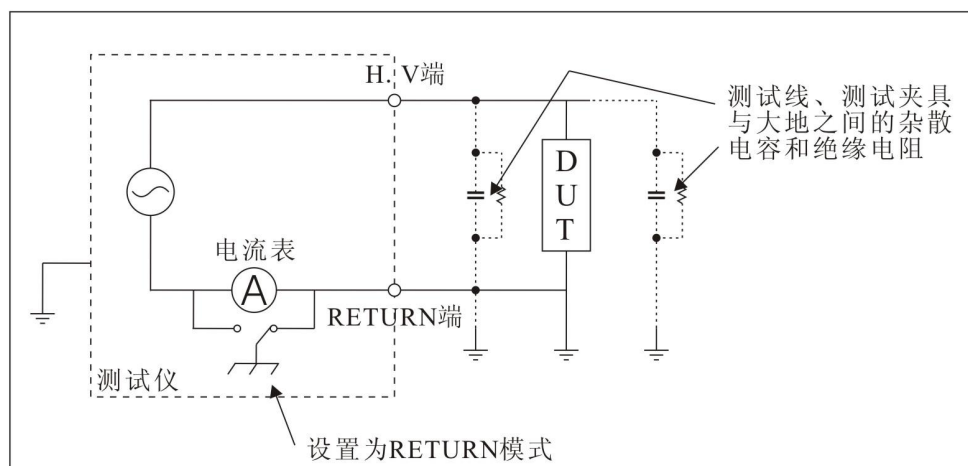 H. V端
测试线、测试夹具
与大地之间的杂散
电容和绝缘电阻
D
U
T
电流表
A
RETURN端
测试仪
设置为RETURN模式